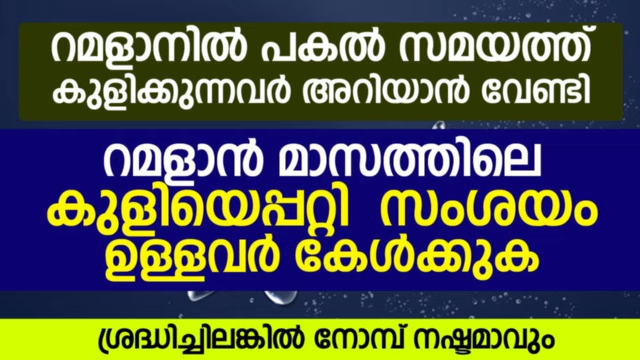 റമളാനിൽ പകൽ സമയത്ത്
കുളിക്കുന്നവർ അറിയാൻ വേണ്ടി
റമളാൻ മാസത്തിലെ
കുളിയെപ്പറ്റി സംശയം
ഉള്ളവർ കേൾക്കുക
ശ്രദ്ധിച്ചിലങ്കിൽ നോമ്പ് നഷ്ടമാവും